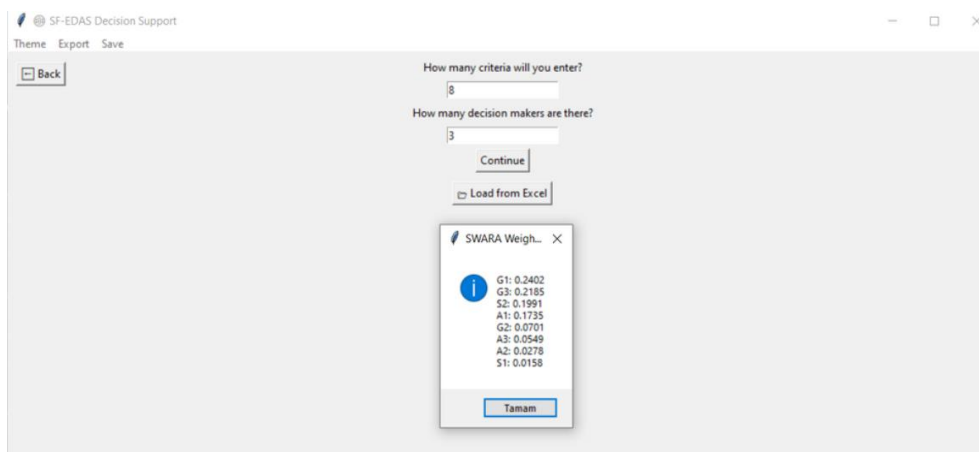 SF-EDAS Decision Support
Theme Export Save
Back
How many criteria will you enter?
8
How many decision makers are there?
3
Continue
Load from Excel
SWARA Weigh...
G1: 0.2402
G3: 0.2185
S2: 0.1991
A1: 0.1735
G2: 0.0701
A3: 0.0549
A2: 0.0278
S1: 0.0158
Tamam